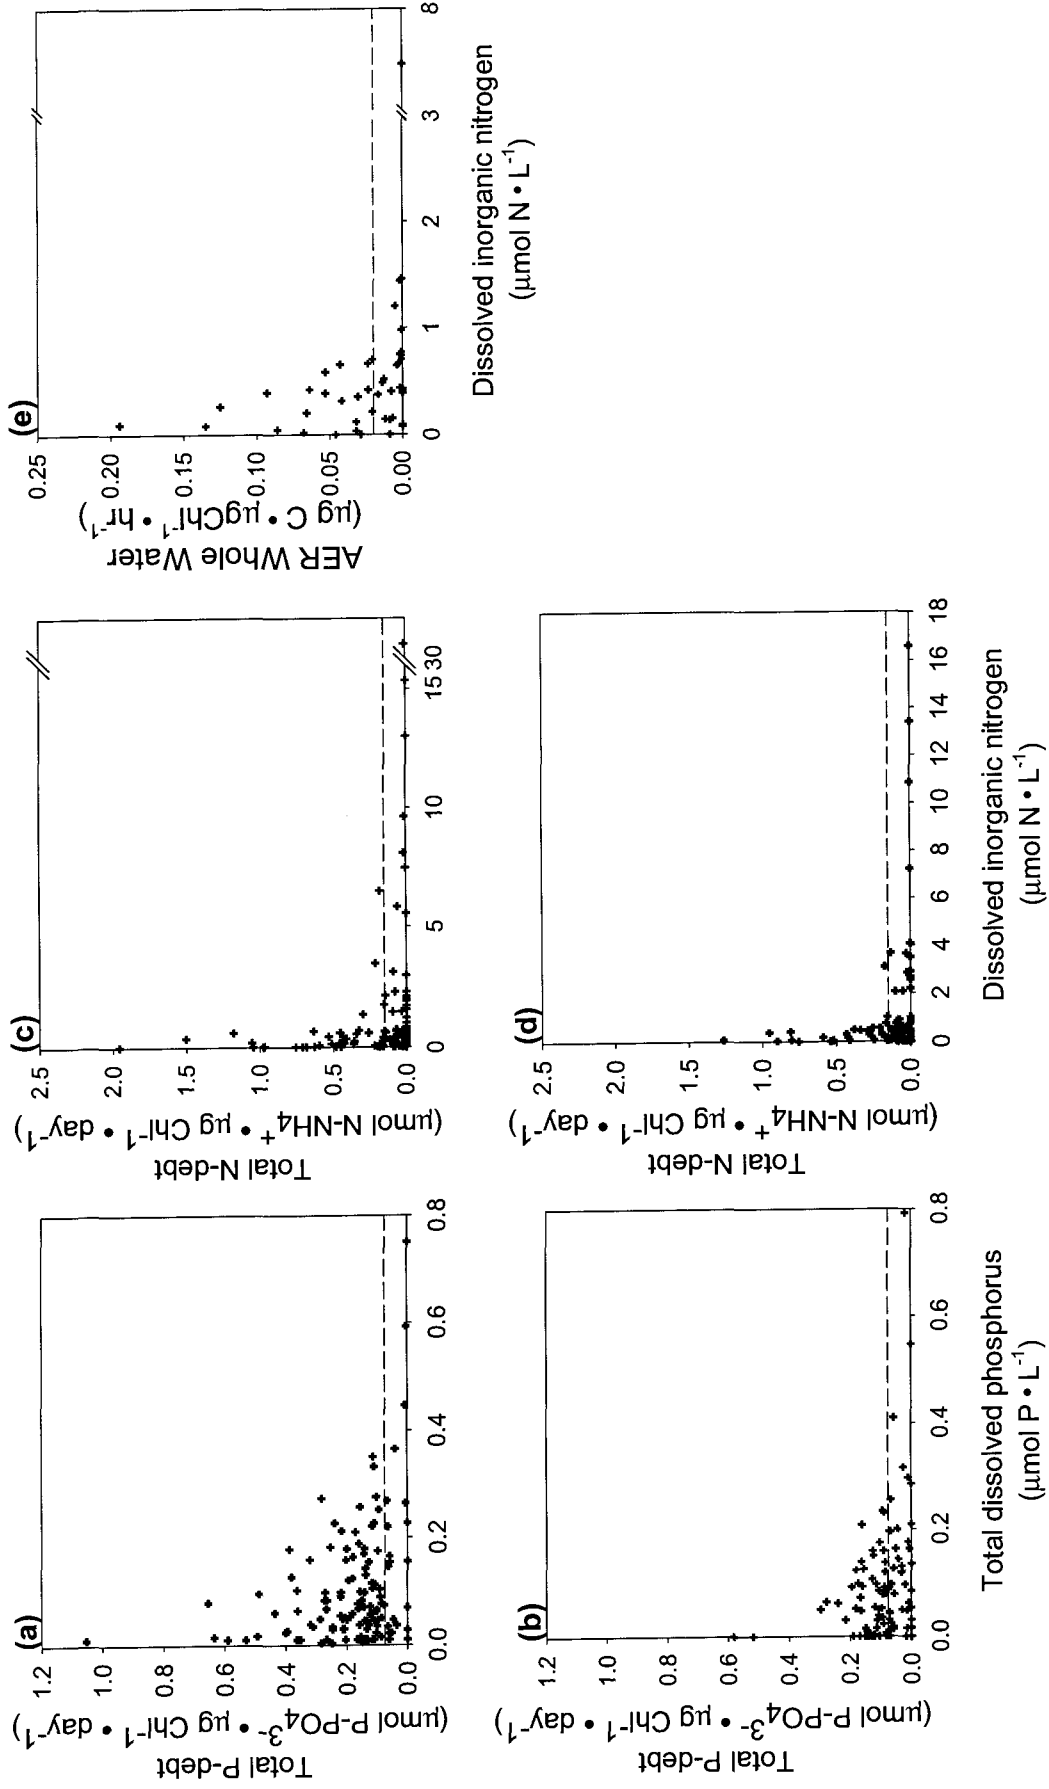 (a)
1.2
1.0
0.8
0.6
0.4
0.2
0.0
Total P-debt
(μmol P-PO₄³⁻ • μg Chl⁻¹ • day⁻¹)
0.0 0.2 0.4 0.6 0.8
(b)
1.2
1.0
0.8
0.6
0.4
0.2
0.0
Total P-debt
(μmol P-PO₄³⁻ • μg Chl⁻¹ • day⁻¹)
0.0 0.2 0.4 0.6 0.8
Total dissolved phosphorus
(μmol P • L⁻¹)
(c)
2.5
2.0
1.5
1.0
0.5
0.0
Total N-debt
(μmol N-NH₄⁺ • μg Chl⁻¹ • day⁻¹)
0 5 10 15 30
(d)
2.5
2.0
1.5
1.0
0.5
0.0
Total N-debt
(μmol N-NH₄⁺ • μg Chl⁻¹ • day⁻¹)
0 2 4 6 8 10 12 14 16 18
Dissolved inorganic nitrogen
(μmol N • L⁻¹)
(e)
0.25
0.20
0.15
0.10
0.05
0.00
AER Whole Water
(μg C • μgChl⁻¹ • hr⁻¹)
0 1 2 3 8
Dissolved inorganic nitrogen
(μmol N • L⁻¹)